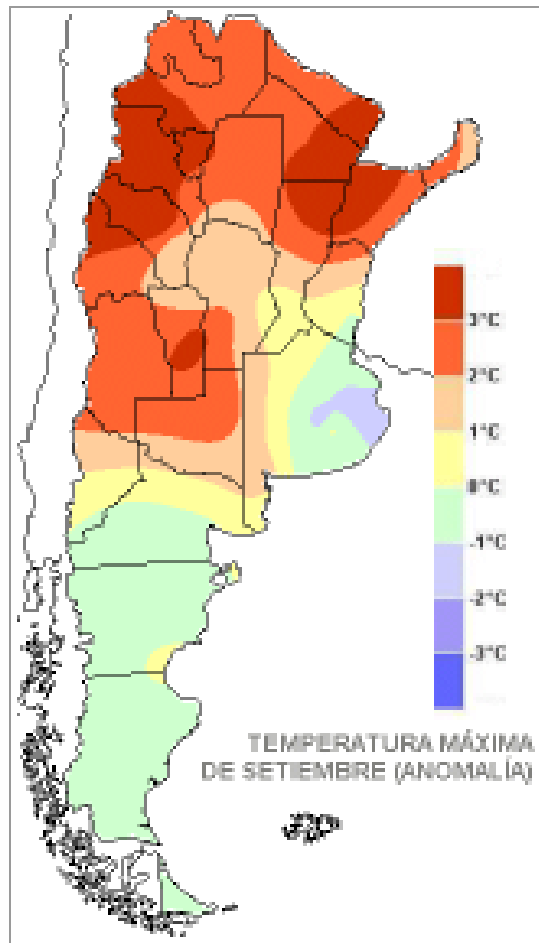 3°C
2°C
1°C
0°C
-1°C
-2°C
-3°C
TEMPERATURA MÁXIMA
DE SETIEMBRE (ANOMALÍA)